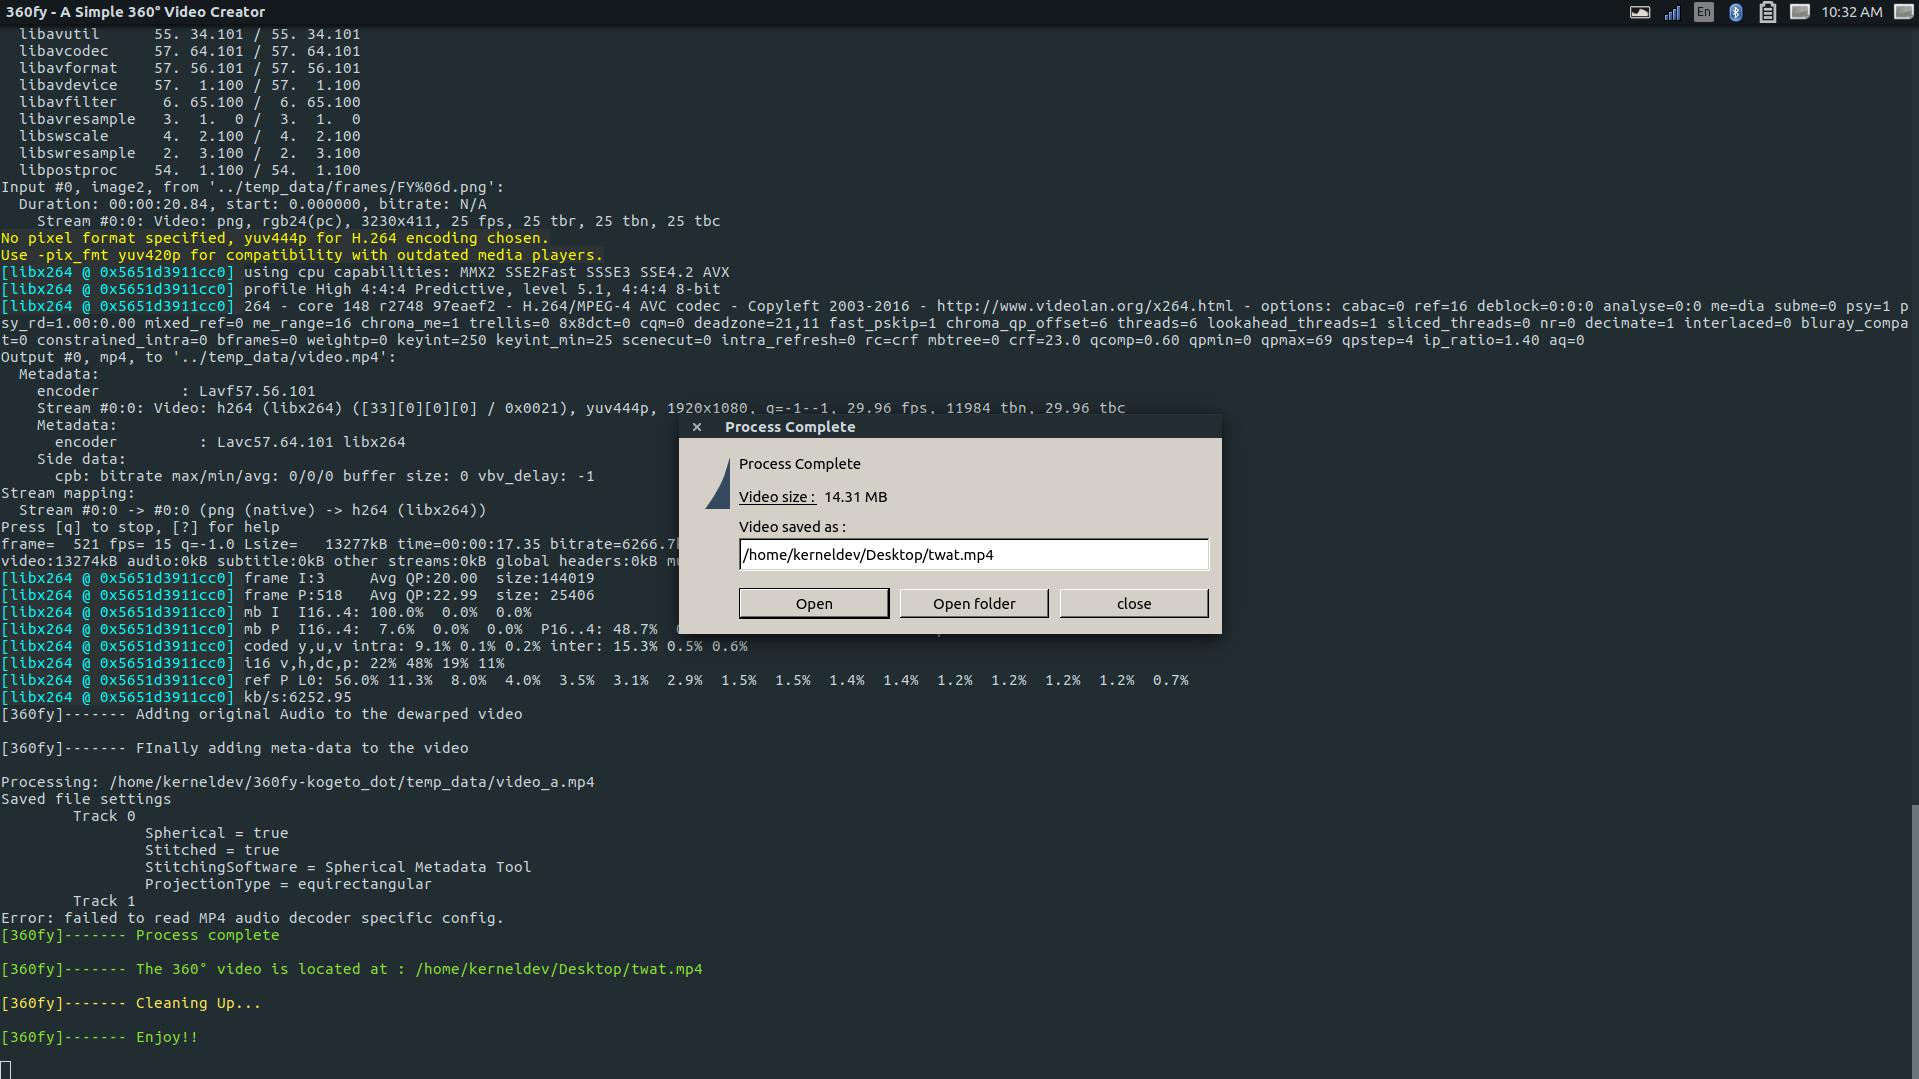 360fy - A Simple 360° Video Creator
En
10:32 AM
libavutil 55. 34.101 / 55. 34.101
libavcodec 57. 64.101 / 57. 64.101
libavformat 57. 56.101 / 57. 56.101
libavdevice 57. 1.100 / 57. 1.100
libavfilter 6. 65.100 / 6. 65.100
libavresample 3. 1. 0 / 3. 1. 0
libswscale 4. 2.100 / 4. 2.100
libswresample 2. 3.100 / 2. 3.100
libpostproc 54. 1.100 / 54. 1.100
Input #0, image2, from '../temp_data/frames/FY%06d.png':
Duration: 00:00:20.84, start: 0.000000, bitrate: N/A
Stream #0:0: Video: png, rgb24(pc), 3230x411, 25 fps, 25 tbr, 25 tbn, 25 tbc
No pixel format specified, yuv444p for H.264 encoding chosen.
Use -pix_fmt yuv420p for compatibility with outdated media players.
[libx264 @ 0x5651d3911cc0] using cpu capabilities: MMX2 SSE2Fast SSSE3 SSE4.2 AVX
[libx264 @ 0x5651d3911cc0] profile High 4:4:4 Predictive, level 5.1, 4:4:4 8-bit
[libx264 @ 0x5651d3911cc0] 264 - core 148 r2748 97eaef2 - H.264/MPEG-4 AVC codec - Copyleft 2003-2016 - http://www.videolan.org/x264.html - options: cabac=0 ref=16 deblock=0:0:0 analyse=0:0 me=dia subme=0 psy=1 p
sy_rd=1.00:0.00 mixed_ref=0 me_range=16 chroma_me=1 trellis=0 8x8dct=0 cqm=0 deadzone=21,11 fast_pskip=1 chroma_qp_offset=6 threads=6 lookahead_threads=1 sliced_threads=0 nr=0 decimate=1 interlaced=0 bluray_compa
t=0 constrained_intra=0 bframes=0 weightp=0 keyint=250 keyint_min=25 scenecut=0 intra_refresh=0 rc=crf mbtree=0 crf=23.0 qcomp=0.60 qpmin=0 qpmax=69 qpstep=4 ip_ratio=1.40 aq=0
Output #0, mp4, to '../temp_data/video.mp4':
Metadata:
encoder : Lavf57.56.101
Stream #0:0: Video: h264 (libx264) ([33][0][0][0] / 0x0021), yuv444p, 1920x1080, q=-1--1, 29.96 fps, 11984 tbn, 29.96 tbc
Metadata:
encoder : Lavc57.64.101 libx264
Side data:
cpb: bitrate max/min/avg: 0/0/0 buffer size: 0 vbv_delay: -1
Stream mapping:
Stream #0:0 -> #0:0 (png (native) -> h264 (libx264))
Press [q] to stop, [?] for help
frame= 521 fps= 15 q=-1.0 Lsize= 13277kB time=00:00:17.35 bitrate=6266.7
video:13274kB audio:0kB subtitle:0kB other streams:0kB global headers:0kB
[libx264 @ 0x5651d3911cc0] frame I:3 Avg QP:20.00 size:144019
[libx264 @ 0x5651d3911cc0] frame P:518 Avg QP:22.99 size: 25406
[libx264 @ 0x5651d3911cc0] mb I I16..4: 100.0% 0.0% 0.0%
[libx264 @ 0x5651d3911cc0] mb P I16..4: 7.6% 0.0% 0.0% P16..4: 48.7%
[libx264 @ 0x5651d3911cc0] coded y,u,v intra: 9.1% 0.1% 0.2% inter: 15.3% 0.5% 0.6%
[libx264 @ 0x5651d3911cc0] i16 v,h,dc,p: 22% 48% 19% 11%
[libx264 @ 0x5651d3911cc0] ref P L0: 56.0% 11.3% 8.0% 4.0% 3.5% 3.1% 2.9% 1.5% 1.5% 1.4% 1.4% 1.2% 1.2% 1.2% 1.2% 0.7%
[libx264 @ 0x5651d3911cc0] kb/s:6252.95
[360fy]------- Adding original Audio to the dewarped video
[360fy]------- FInally adding meta-data to the video
Processing: /home/kerneldev/360fy-kogeto_dot/temp_data/video_a.mp4
Saved file settings
Track 0
Spherical = true
Stitched = true
StitchingSoftware = Spherical Metadata Tool
ProjectionType = equirectangular
Track 1
Error: failed to read MP4 audio decoder specific config.
[360fy]------- Process complete
[360fy]------- The 360° video is located at : /home/kerneldev/Desktop/twat.mp4
[360fy]------- Cleaning Up...
[360fy]------- Enjoy!!
Process Complete
Process Complete
Video size : 14.31 MB
Video saved as :
/home/kerneldev/Desktop/twat.mp4
Open
Open folder
close